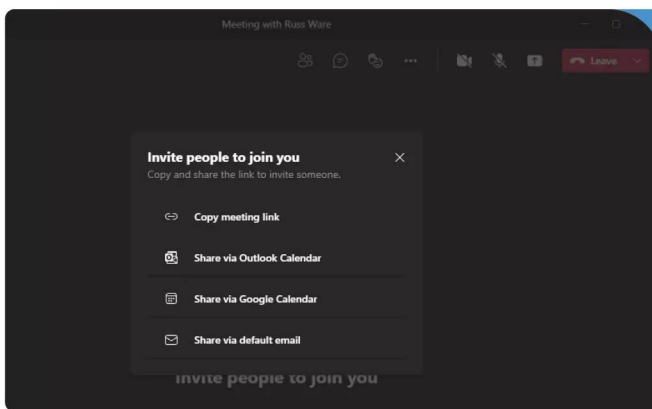 Meeting with Russ Ware
Leave
Invite people to join you
Copy and share the link to invite someone.
Copy meeting link
Share via Outlook Calendar
Share via Google Calendar
Share via default email
Invite people to join you